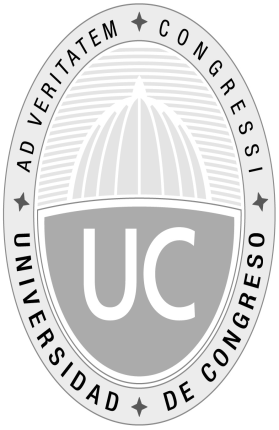 AD VERITATEM CONGRESSI
UC
UNIVERSIDAD DE CONGRESO